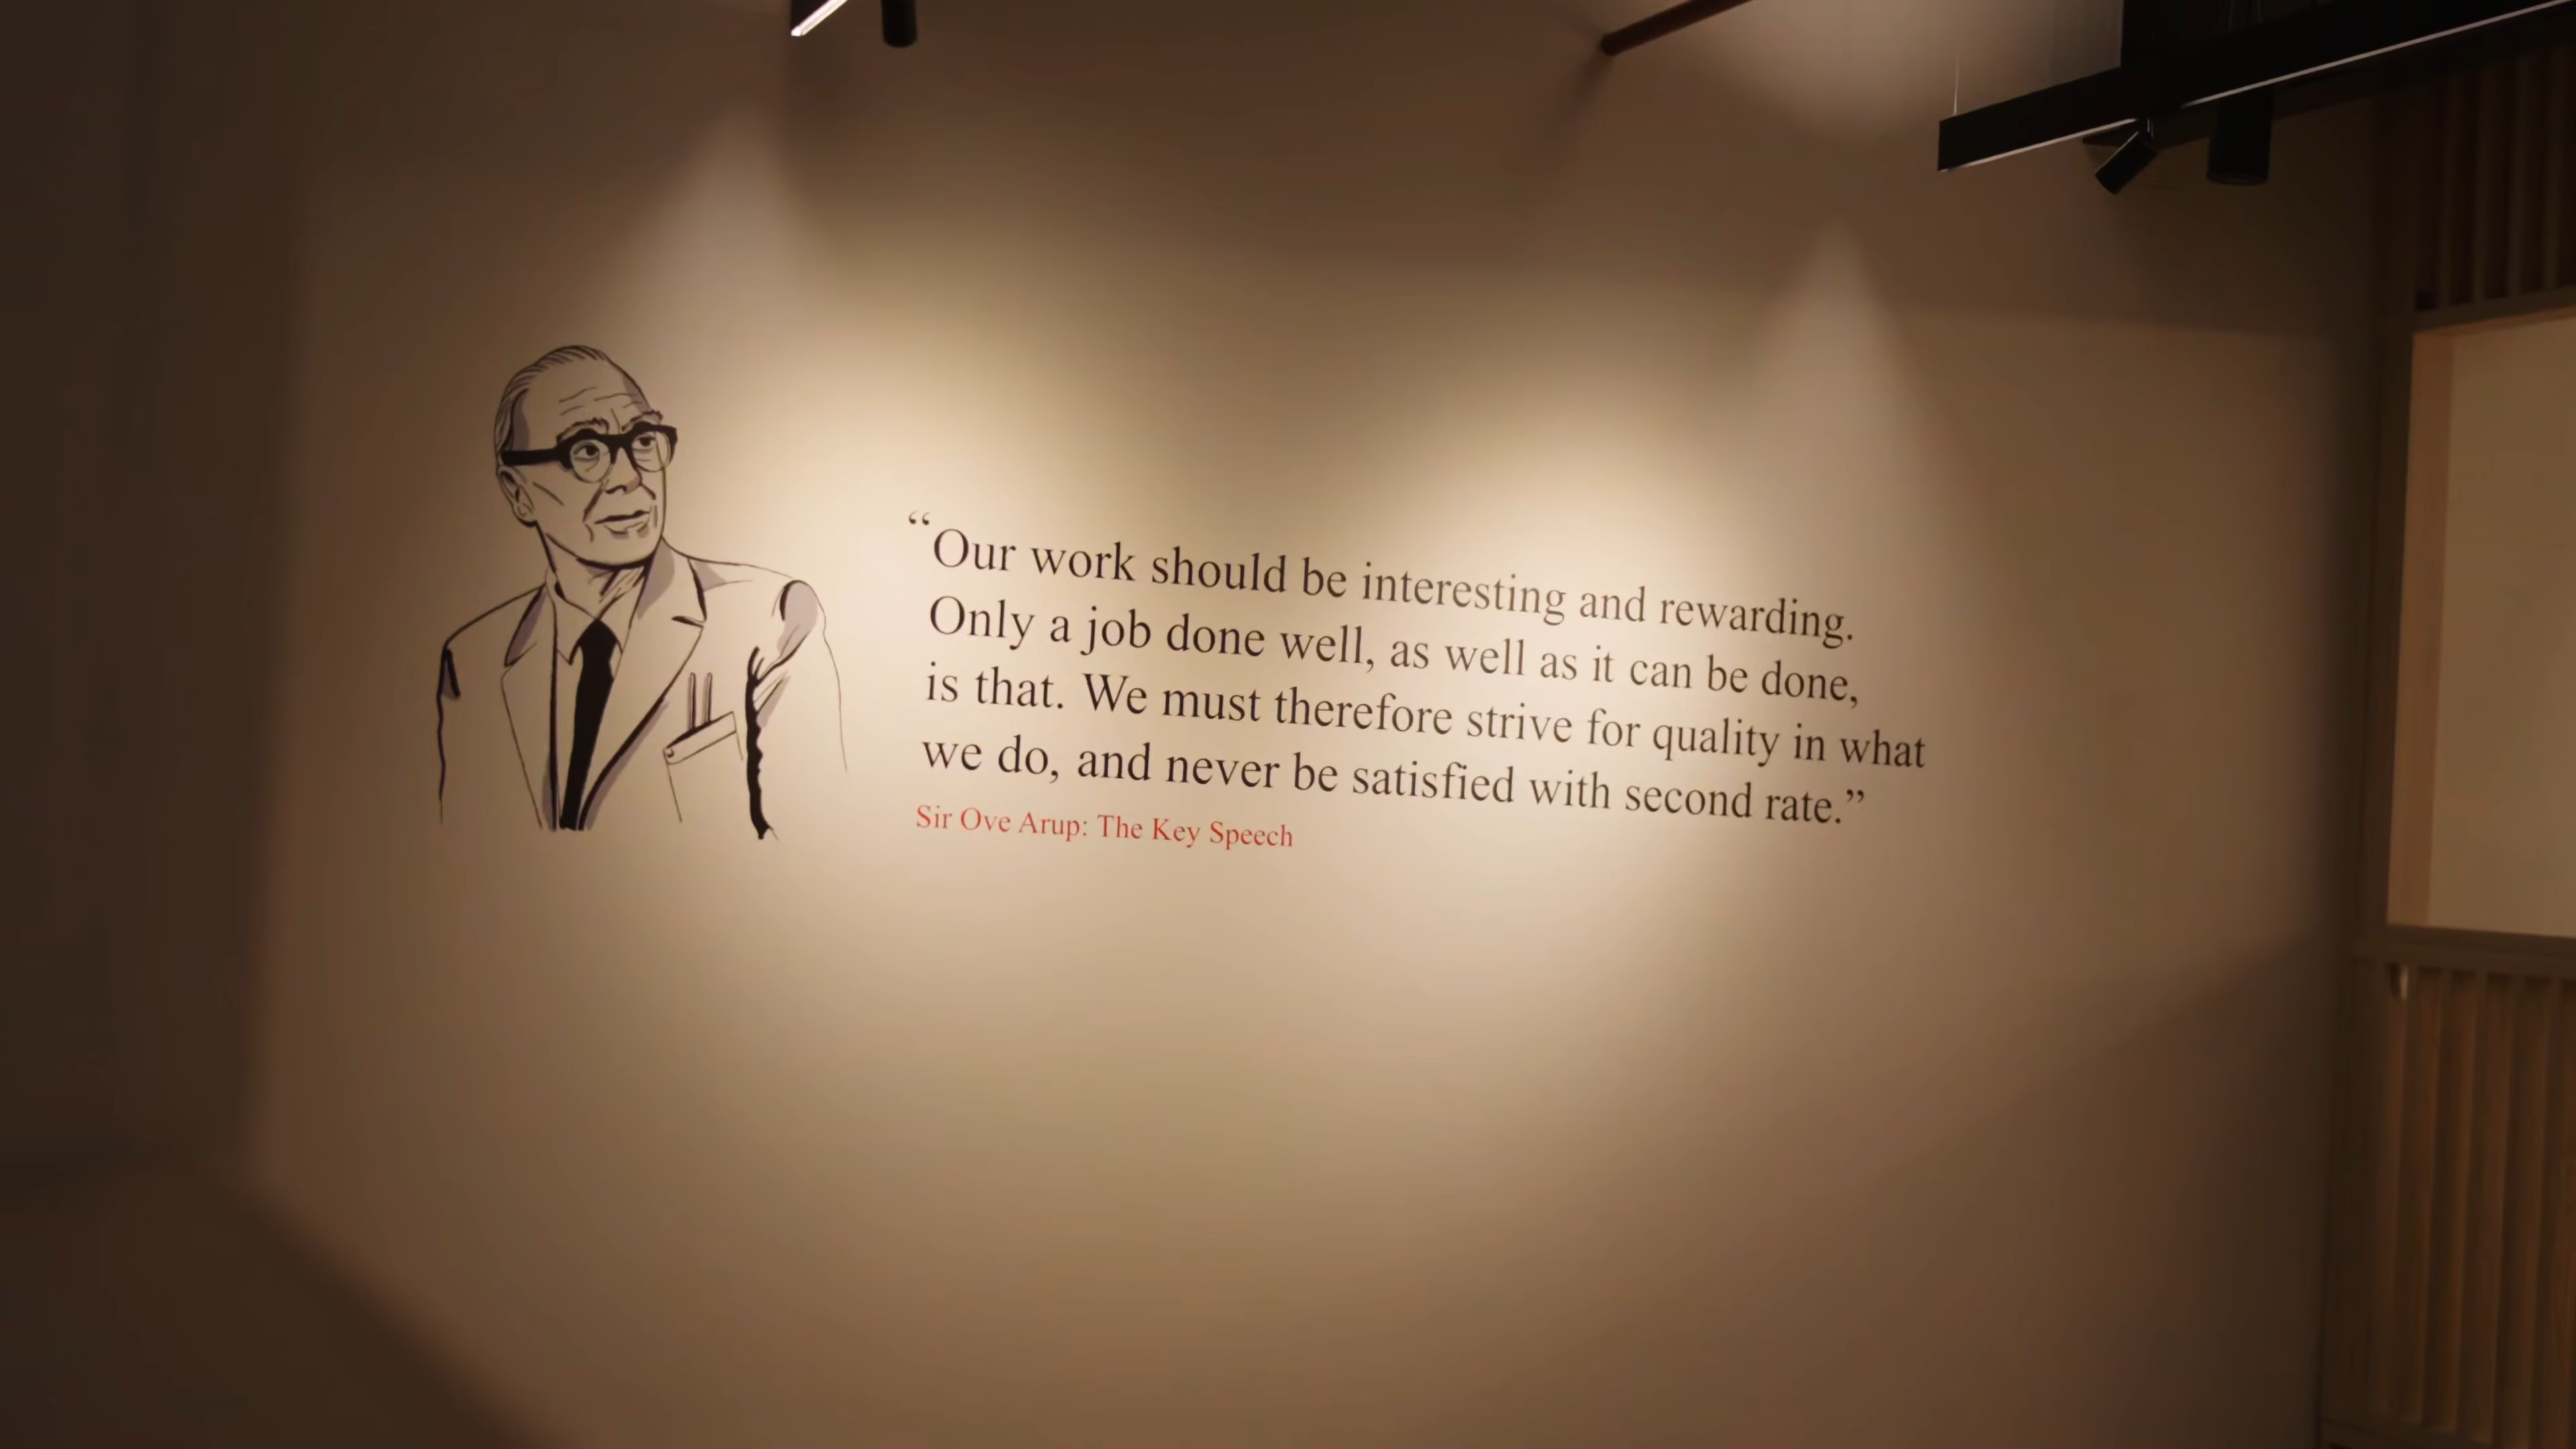 “Our work should be interesting and rewarding.
Only a job done well, as well as it can be done,
is that. We must therefore strive for quality in what
we do, and never be satisfied with second rate.”
Sir Ove Arup: The Key Speech